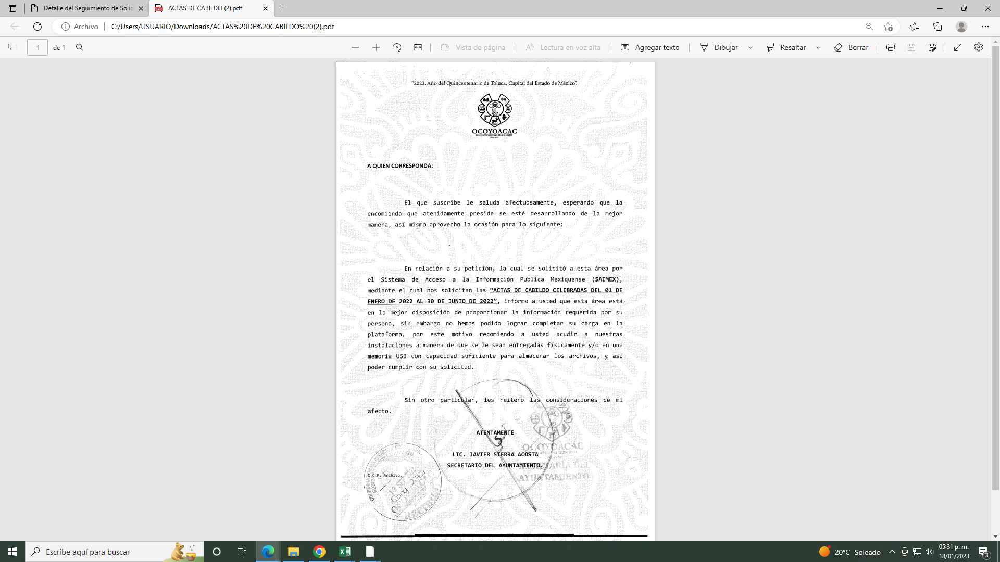 Detalle del Seguimiento de Solic
ACTAS DE CABILDO (2).pdf
Archivo
C:/Users/USUARIO/Downloads/ACTAS%20DE%20CABILDO%20(2).pdf
1 de 1
Vista de página
Lectura en voz alta
Agregar texto
Dibujar
Resaltar
Borrar
"2022. Año del Quincentenario de Toluca, Capital del Estado de México".
OCOYOACAC
A QUIEN CORRESPONDA:
El que suscribe le saluda afectuosamente, esperando que la
encomienda que atenidamente preside se esté desarrollando de la mejor
manera, así mismo aprovecho la ocasión para lo siguiente:
En relación a su petición, la cual se solicitó a esta área por
el Sistema de Acceso a la Información Publica Mexiquense (SAIMEX),
mediante el cual nos solicitan las “ACTAS DE CABILDO CELEBRADAS DEL 01 DE
ENERO DE 2022 AL 30 DE JUNIO DE 2022”, informo a usted que esta área está
en la mejor disposición de proporcionar la información requerida por su
persona, sin embargo no hemos podido lograr completar su carga en la
plataforma, por este motivo recomiendo a usted acudir a nuestras
instalaciones a manera de que se le sean entregadas físicamente y/o en una
memoria USB con capacidad suficiente para almacenar los archivos, y así
poder cumplir con su solicitud.
Sin otro particular, les reitero las consideraciones de mi
afecto.
ATENTAMENTE
LIC. JAVIER SIERRA ACOSTA
SECRETARIO DEL AYUNTAMIENTO.
OCOYOACAC
SECRETARÍA DEL
AYUNTAMIENTO
C.C.P. Archivo.
13 SEP
RECIBIDO
Escribe aquí para buscar
20°C Soleado
05:31 p. m.
18/01/2023
3